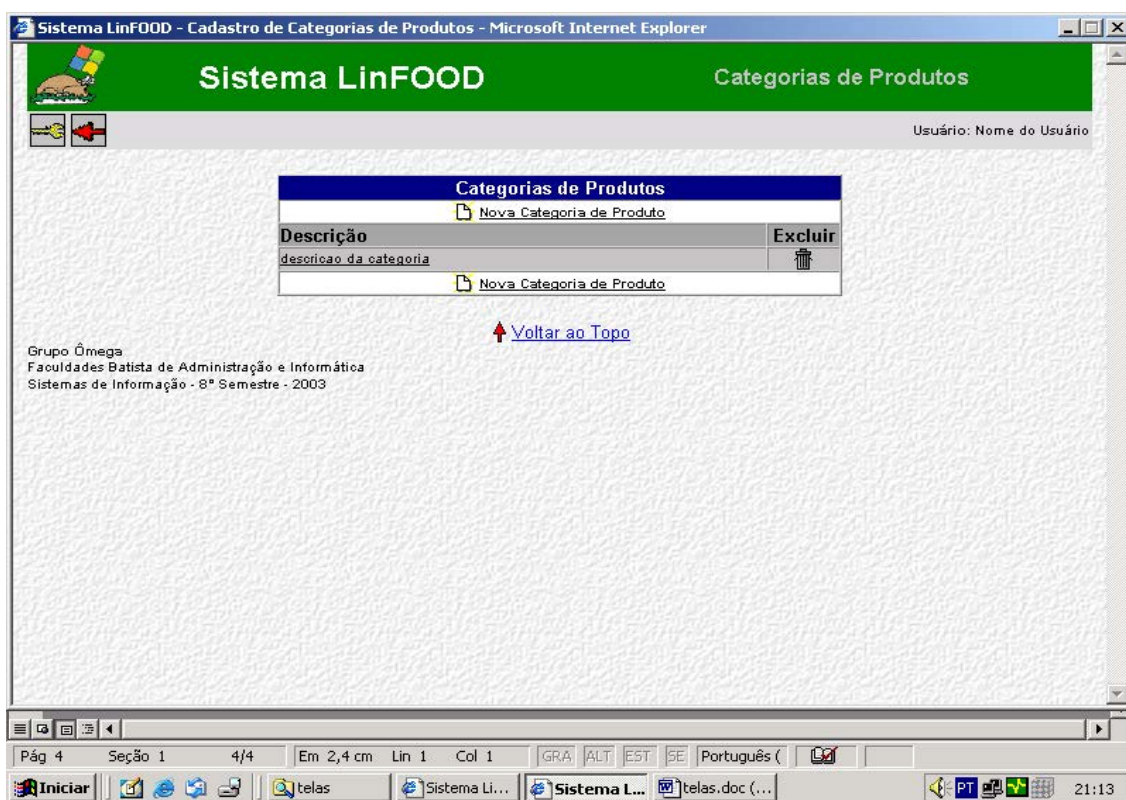 Sistema LinFOOD - Cadastro de Categorias de Produtos - Microsoft Internet Explorer
Sistema LinFOOD
Categorias de Produtos
Usuário: Nome do Usuário
Categorias de Produtos
Nova Categoria de Produto
Descrição Excluir
descricao da categoria
Nova Categoria de Produto
Voltar ao Topo
Grupo Ômega
Faculdades Batista de Administração e Informática
Sistemas de Informação - 8º Semestre - 2003
Pág 4 Seção 1 4/4 Em 2,4 cm Lin 1 Col 1 GRA ALT EST SE Português (
Iniciar telas Sistema Li... Sistema L... telas.doc (... PT 21:13